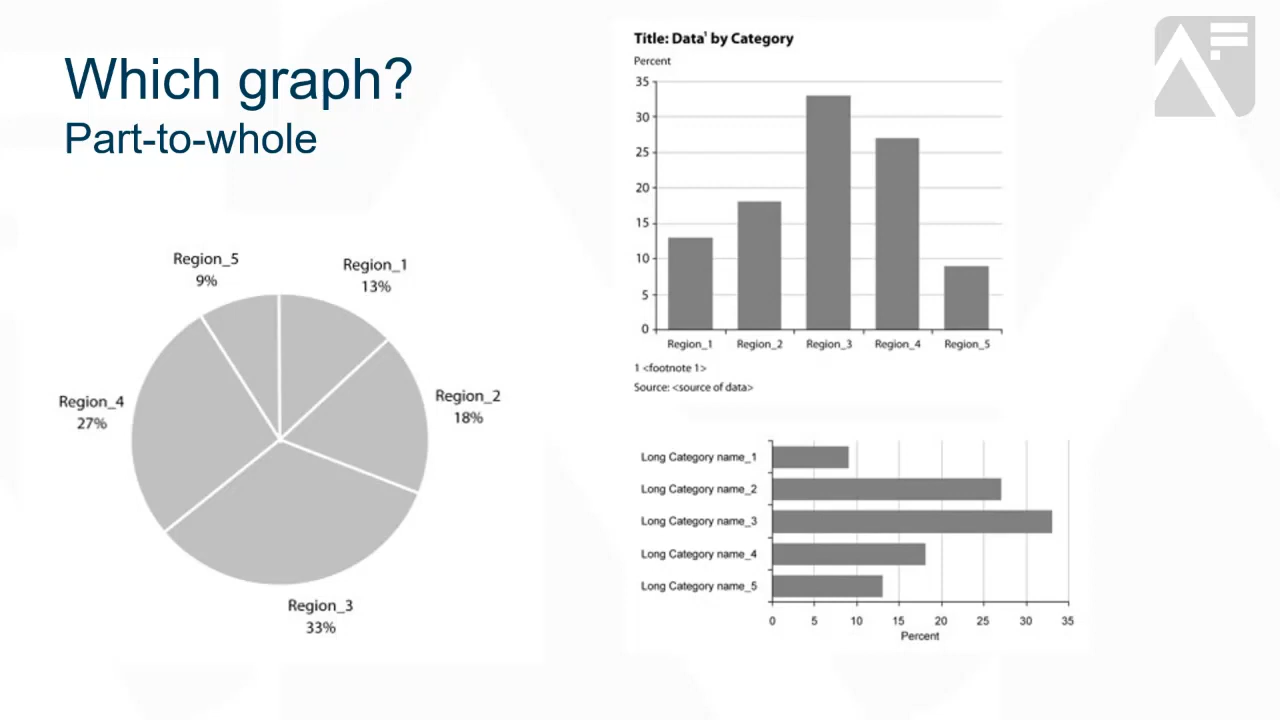 Which graph?
Part-to-whole
Region_5
9%
Region_1
13%
Region_4
27%
Region_2
18%
Region_3
33%
Title: Data¹ by Category
Percent
35
30
25
20
15
10
5
0
Region_1 Region_2 Region_3 Region_4 Region_5
1 <footnote 1>
Source: <source of data>
Long Category name_1
Long Category name_2
Long Category name_3
Long Category name_4
Long Category name_5
0 5 10 15 20 25 30 35
Percent